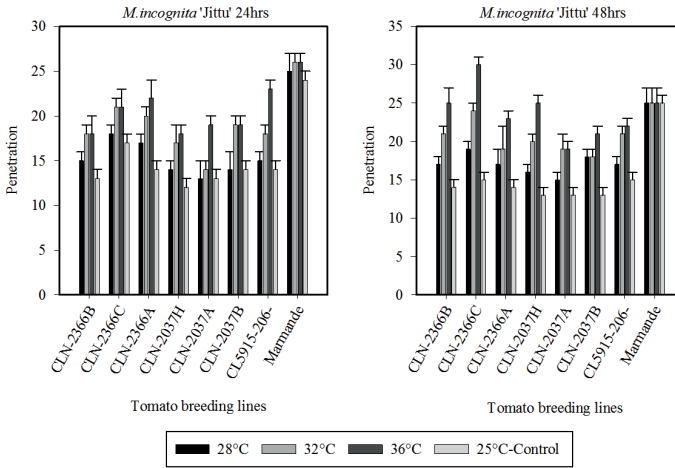 M.incognita 'Jittu' 24hrs
Penetration
30
25
20
15
10
5
0
CLN-2366B
CLN-2366C
CLN-2366A
CLN-2037H
CLN-2037A
CLN-2037B
CL5915-206-
Marmande
Tomato breeding lines
M.incognita 'Jittu' 48hrs
Penetration
35
30
25
20
15
10
5
0
CLN-2366B
CLN-2366C
CLN-2366A
CLN-2037H
CLN-2037A
CLN-2037B
CL5915-206-
Marmande
Tomato breeding lines
28°C 32°C 36°C 25°C-Control